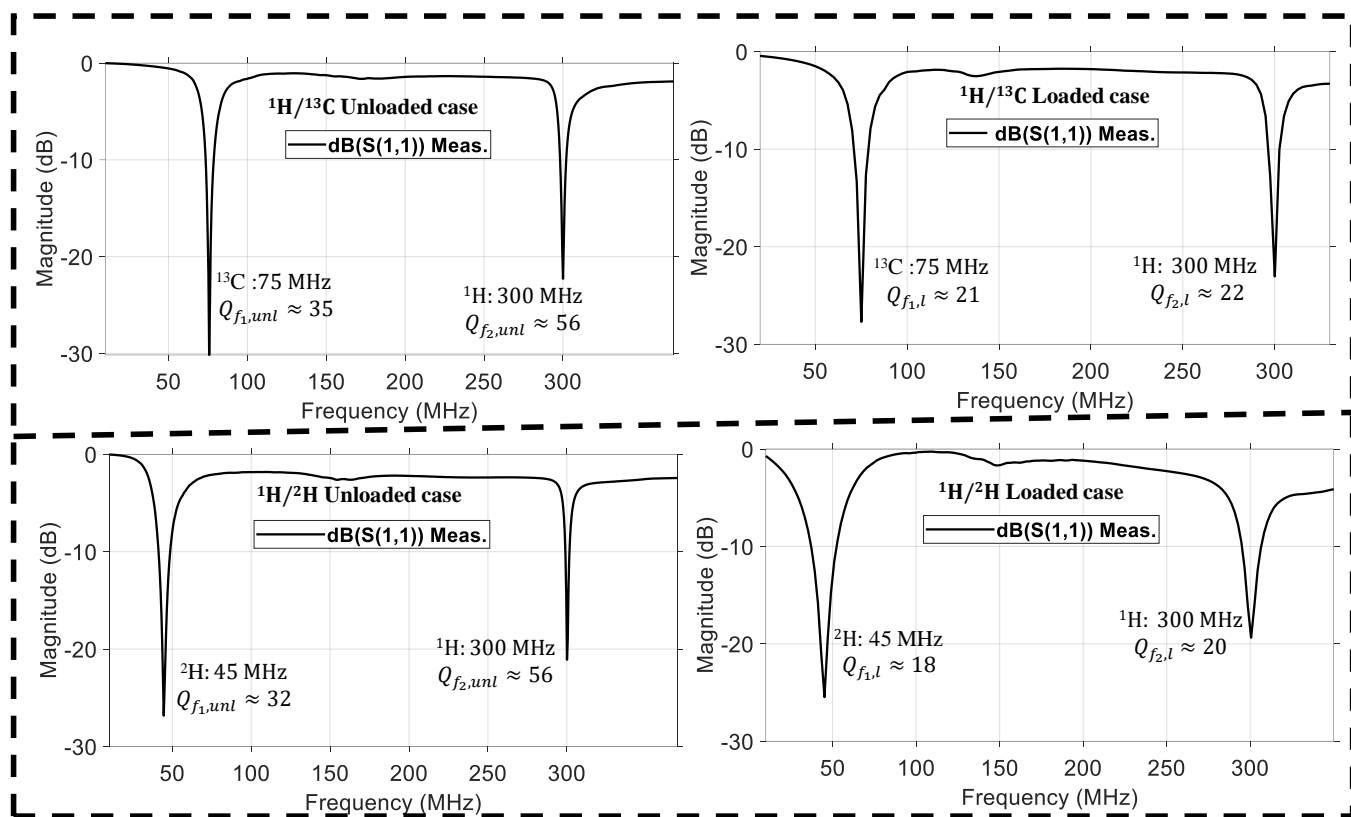 ¹H/¹³C Unloaded case
dB(S(1,1)) Meas.
Magnitude (dB)
0
-10
-20
-30
¹³C :75 MHz
Q_{f₁,unl} ≈ 35
¹H: 300 MHz
Q_{f₂,unl} ≈ 56
50 100 150 200 250 300
Frequency (MHz)
¹H/¹³C Loaded case
dB(S(1,1)) Meas.
Magnitude (dB)
0
-10
-20
-30
¹³C :75 MHz
Q_{f₁,l} ≈ 21
¹H: 300 MHz
Q_{f₂,l} ≈ 22
50 100 150 200 250 300
Frequency (MHz)
¹H/²H Unloaded case
dB(S(1,1)) Meas.
Magnitude (dB)
0
-10
-20
-30
²H: 45 MHz
Q_{f₁,unl} ≈ 32
¹H: 300 MHz
Q_{f₂,unl} ≈ 56
50 100 150 200 250 300
Frequency (MHz)
¹H/²H Loaded case
dB(S(1,1)) Meas.
Magnitude (dB)
0
-10
-20
-30
²H: 45 MHz
Q_{f₁,l} ≈ 18
¹H: 300 MHz
Q_{f₂,l} ≈ 20
50 100 150 200 250 300
Frequency (MHz)